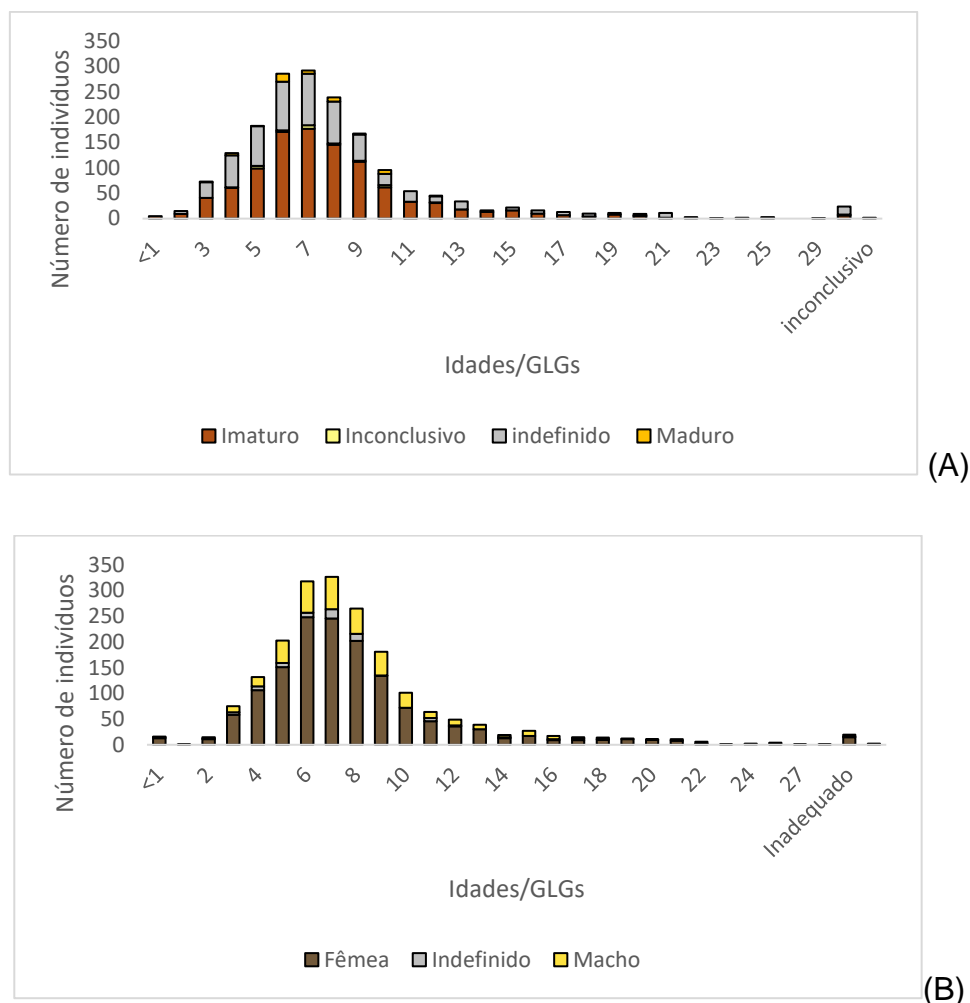 350
300
250
200
150
100
50
0
Número de indivíduos
<1 3 5 7 9 11 13 15 17 19 21 23 25 29 inconclusivo
Idades/GLGs
Imaturo Inconclusivo indefinido Maduro
(A)
350
300
250
200
150
100
50
0
Número de indivíduos
<1 2 4 6 8 10 12 14 16 18 20 22 24 27 Inadequado
Idades/GLGs
Fêmea Indefinido Macho
(B)